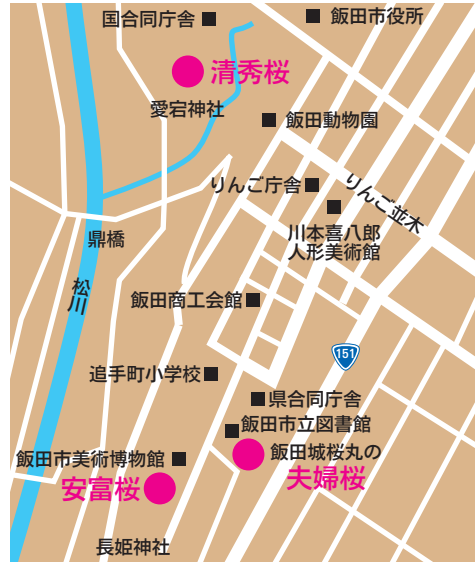 国合同庁舎
飯田市役所
清秀桜
愛宕神社
飯田動物園
りんご庁舎
りんご並木
川本喜八郎
人形美術館
鼎橋
松川
飯田商工会館
151
追手町小学校
県合同庁舎
飯田市立図書館
飯田城桜丸の
夫婦桜
飯田市美術博物館
安富桜
長姫神社